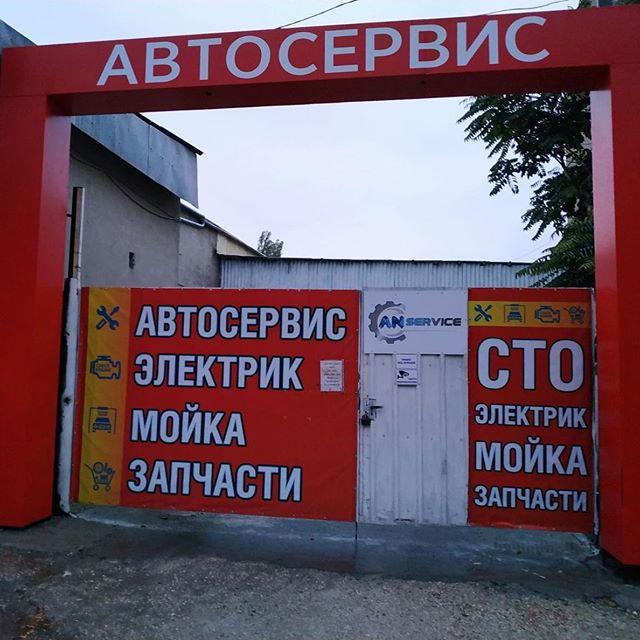 АВТОСЕРВИС
АВТОСЕРВИС
ЭЛЕКТРИК
МОЙКА
ЗАПЧАСТИ
AN SERVICE
СТО
ЭЛЕКТРИК
МОЙКА
ЗАПЧАСТИ